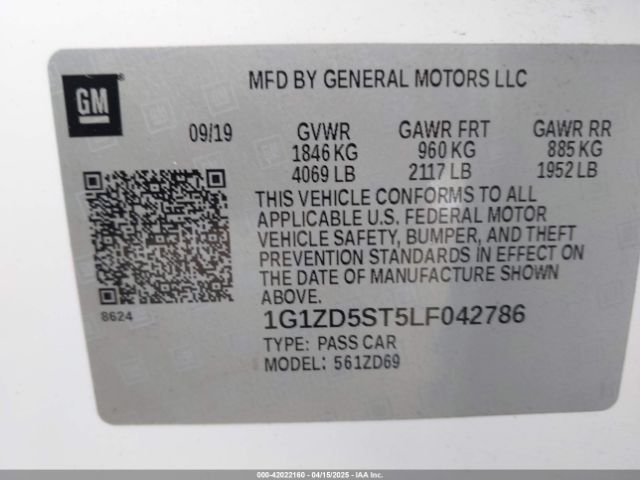 GM
MFD BY GENERAL MOTORS LLC
09/19 GVWR GAWR FRT GAWR RR
1846 KG 960 KG 885 KG
4069 LB 2117 LB 1952 LB
THIS VEHICLE CONFORMS TO ALL
APPLICABLE U.S. FEDERAL MOTOR
VEHICLE SAFETY, BUMPER, AND THEFT
PREVENTION STANDARDS IN EFFECT ON
THE DATE OF MANUFACTURE SHOWN
ABOVE.
8624
1G1ZD5ST5LF042786
TYPE: PASS CAR
MODEL: 561ZD69
000-42022160 - 04/15/2025 - IAAI.COM